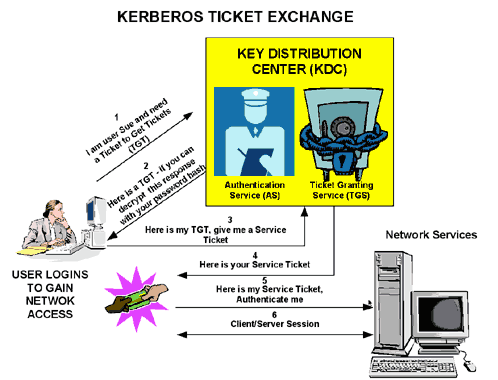 KERBEROS TICKET EXCHANGE
KEY DISTRIBUTION
CENTER (KDC)
1
I am user Sue and need
a Ticket to Get Tickets
(TGT)
2
Here is a TGT - If you can
decrypt this response
with your password hash
Authentication
Service (AS)
Ticket Granting
Service (TGS)
3
Here is my TGT, give me a Service
Ticket
4
Here is your Service Ticket
5
Here is my Service Ticket,
Authenticate me
6
Client/Server Session
Network Services
USER LOGINS
TO GAIN
NETWOK
ACCESS